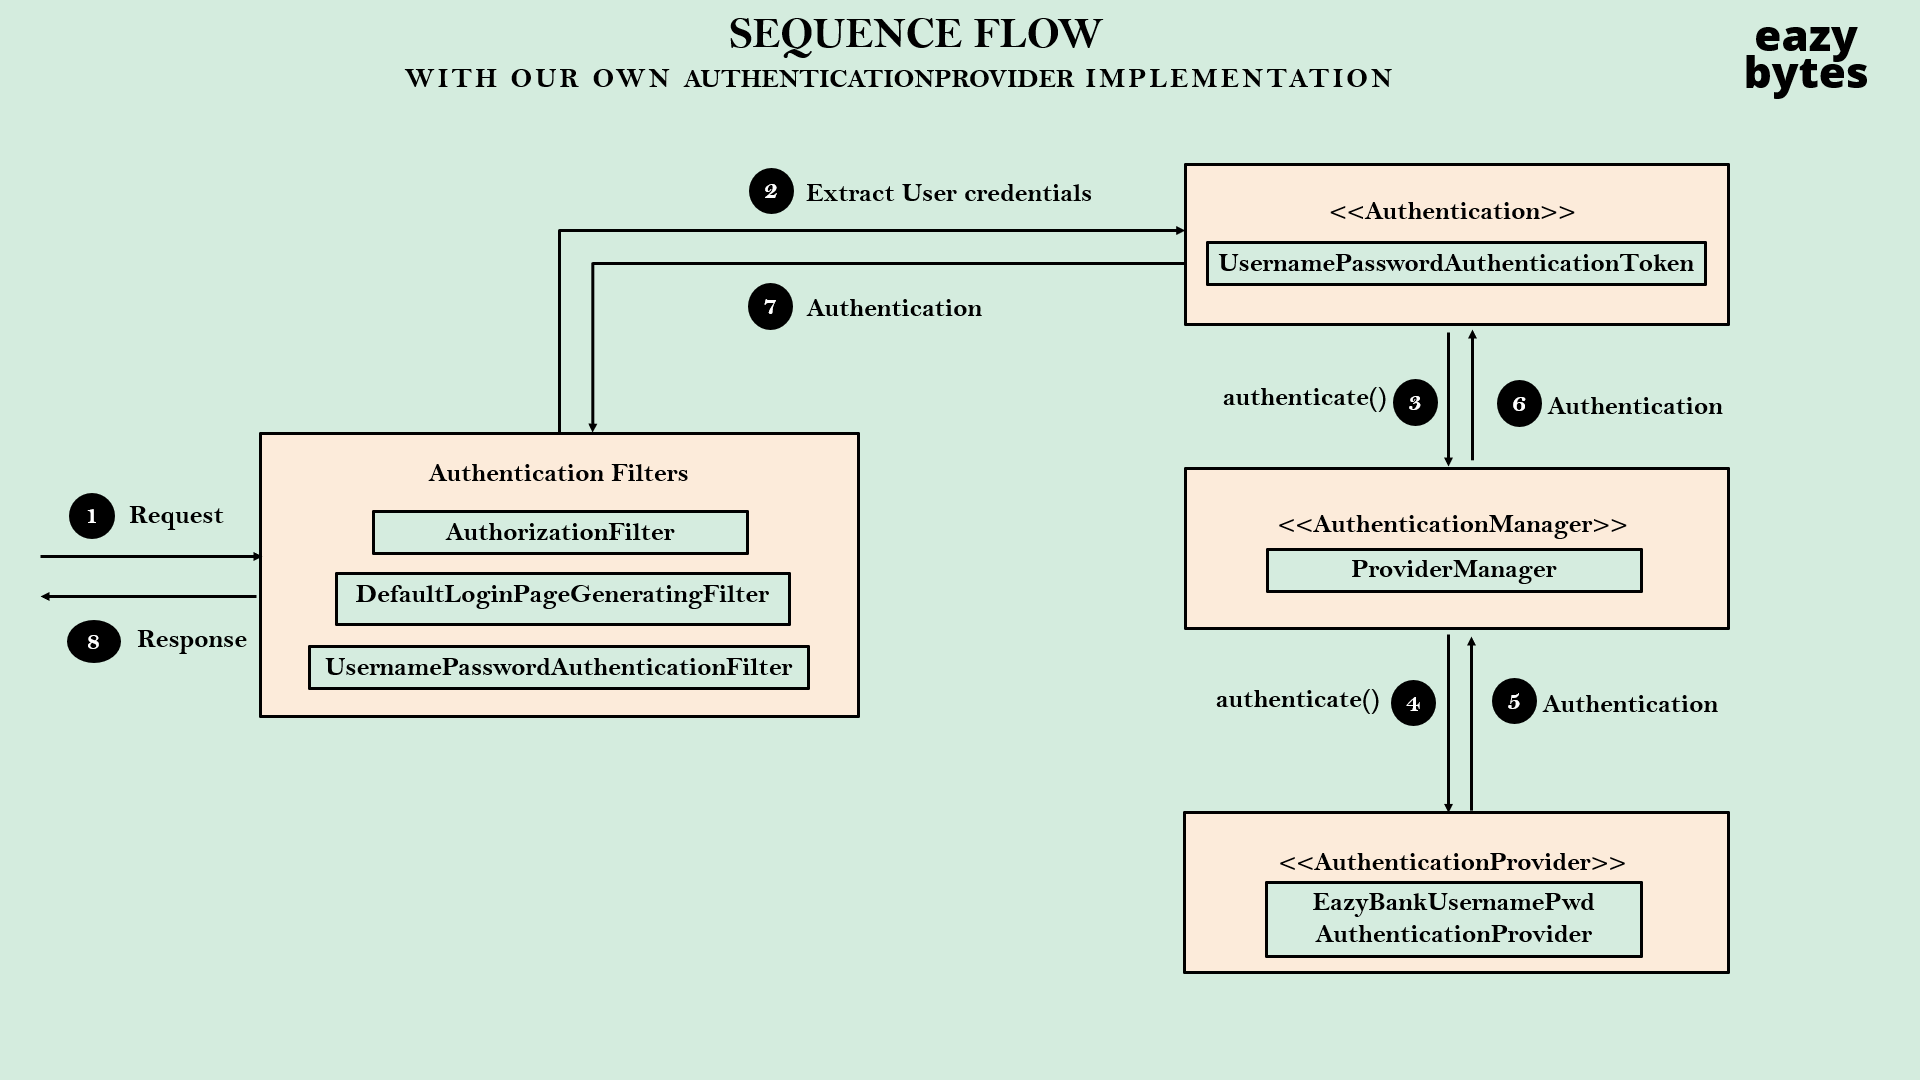 SEQUENCE FLOW
WITH OUR OWN AUTHENTICATIONPROVIDER IMPLEMENTATION
eazy
bytes
2 Extract User credentials
7 Authentication
<<Authentication>>
UsernamePasswordAuthenticationToken
authenticate() 3
6 Authentication
Authentication Filters
AuthorizationFilter
DefaultLoginPageGeneratingFilter
UsernamePasswordAuthenticationFilter
1 Request
8 Response
<<AuthenticationManager>>
ProviderManager
authenticate() 4
5 Authentication
<<AuthenticationProvider>>
EazyBankUsernamePwd
AuthenticationProvider